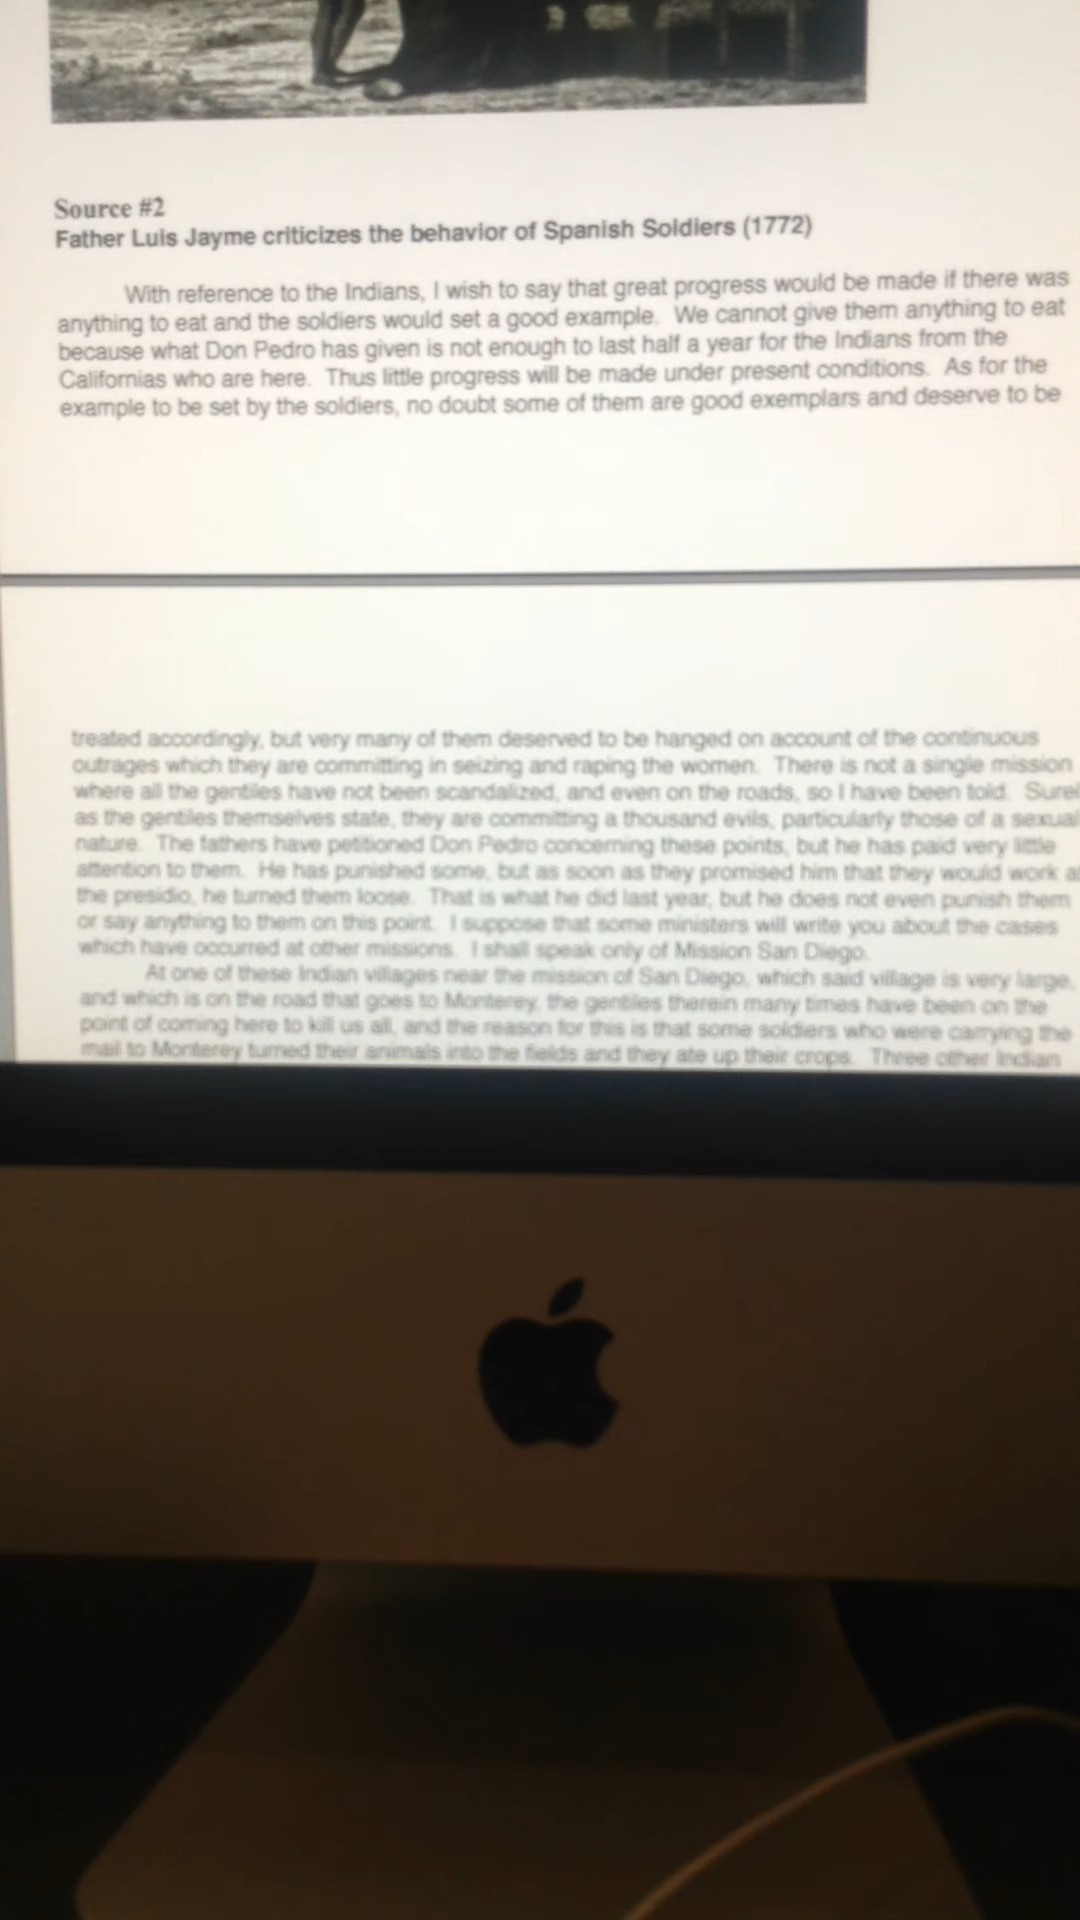 Source #2
Father Luis Jayme criticizes the behavior of Spanish Soldiers (1772)
With reference to the Indians, I wish to say that great progress would be made if there was
anything to eat and the soldiers would set a good example. We cannot give them anything to eat
because what Don Pedro has given is not enough to last half a year for the Indians from the
Californias who are here. Thus little progress will be made under present conditions. As for the
example to be set by the soldiers, no doubt some of them are good exemplars and deserve to be
treated accordingly, but very many of them deserved to be hanged on account of the continuous
outrages which they are committing in seizing and raping the women. There is not a single mission
where all the gentiles have not been scandalized, and even on the roads, so I have been told. Surel
as the gentiles themselves state, they are committing a thousand evils, particularly those of a sexual
nature. The fathers have petitioned Don Pedro concerning these points, but he has paid very little
attention to them. He has punished some, but as soon as they promised him that they would work a
the presidio, he turned them loose. That is what he did last year, but he does not even punish them
or say anything to them on this point. I suppose that some ministers will write you about the cases
which have occurred at other missions. I shall speak only of Mission San Diego.
At one of these Indian villages near the mission of San Diego, which said village is very large,
and which is on the road that goes to Monterey, the gentiles therein many times have been on the
point of coming here to kill us all, and the reason for this is that some soldiers who were carrying the
mail to Monterey turned their animals into the fields and they ate up their crops. Three other Indian